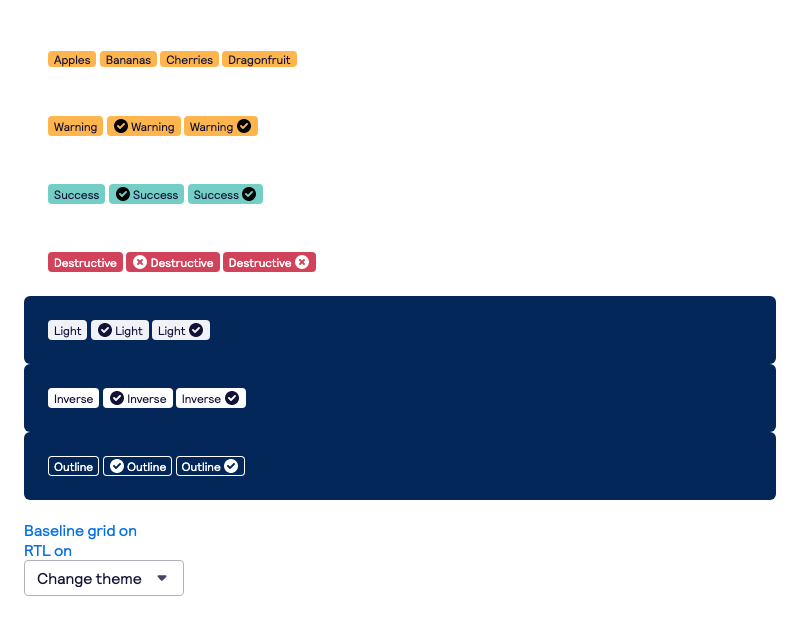 Apples Bananas Cherries Dragonfruit
Warning Warning Warning
Success Success Success
Destructive Destructive Destructive
Light Light Light
Inverse Inverse Inverse
Outline Outline Outline
Baseline grid on
RTL on
Change theme